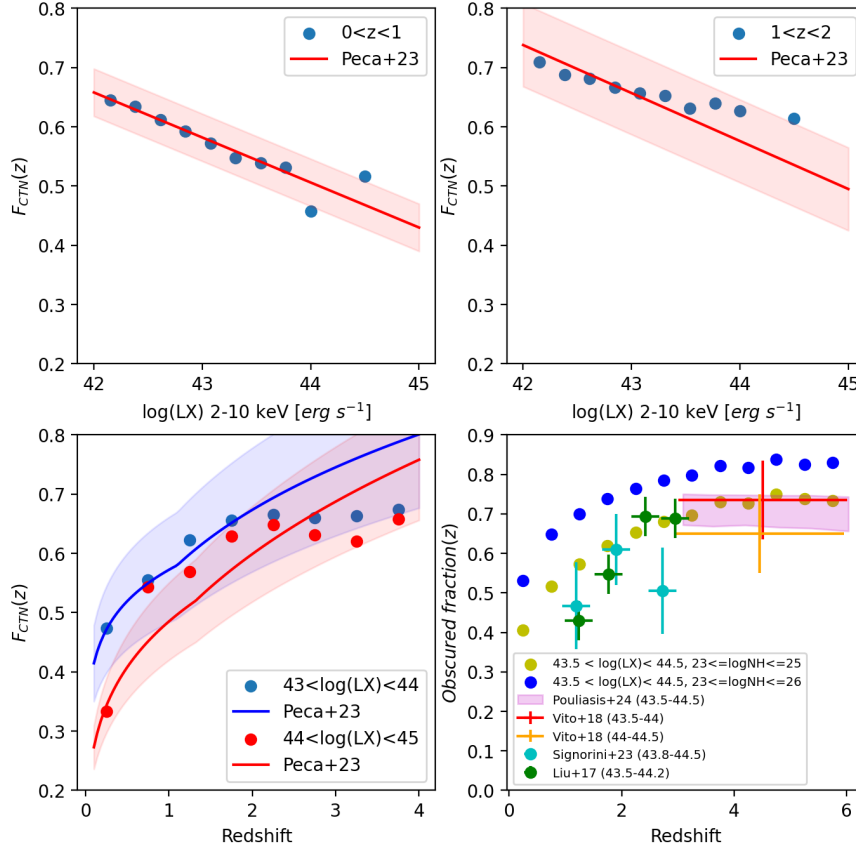 0<z<1
Peca+23
F_{CTN}(z)
0.8
0.7
0.6
0.5
0.4
0.3
0.2
42
43
44
45
log(LX) 2-10 keV [erg s⁻¹]
1<z<2
Peca+23
F_{CTN}(z)
0.8
0.7
0.6
0.5
0.4
0.3
0.2
42
43
44
45
log(LX) 2-10 keV [erg s⁻¹]
F_{CTN}(z)
0.8
0.7
0.6
0.5
0.4
0.3
0.2
43<log(LX)<44
Peca+23
44<log(LX)<45
Peca+23
0
1
2
3
4
Redshift
Obscured fraction(z)
0.9
0.8
0.7
0.6
0.5
0.4
0.3
0.2
0.1
0.0
43.5 < log(LX)< 44.5, 23<=logNH<=25
43.5 < log(LX)< 44.5, 23<=logNH<=26
Pouliasis+24 (43.5-44.5)
Vito+18 (43.5-44)
Vito+18 (44-44.5)
Signorini+23 (43.8-44.5)
Liu+17 (43.5-44.2)
0
2
4
6
Redshift